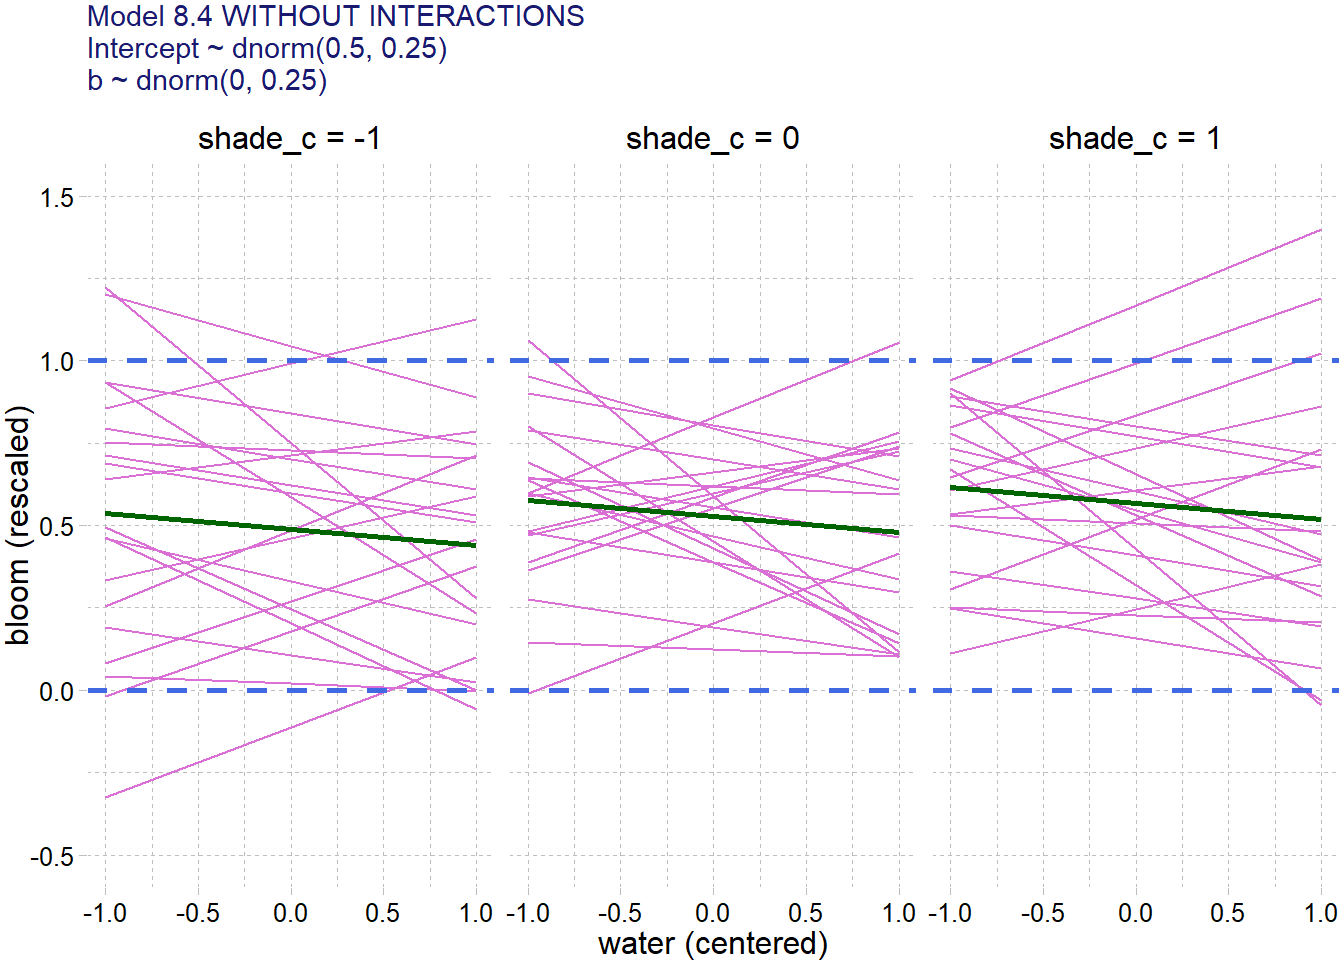 Model 8.4 WITHOUT INTERACTIONS
Intercept ~ dnorm(0.5, 0.25)
b ~ dnorm(0, 0.25)
shade_c = -1
shade_c = 0
shade_c = 1
bloom (rescaled)
1.5
1.0
0.5
0.0
-0.5
-1.0 -0.5 0.0 0.5 1.0 -1.0 -0.5 0.0 0.5 1.0 -1.0 -0.5 0.0 0.5 1.0
water (centered)